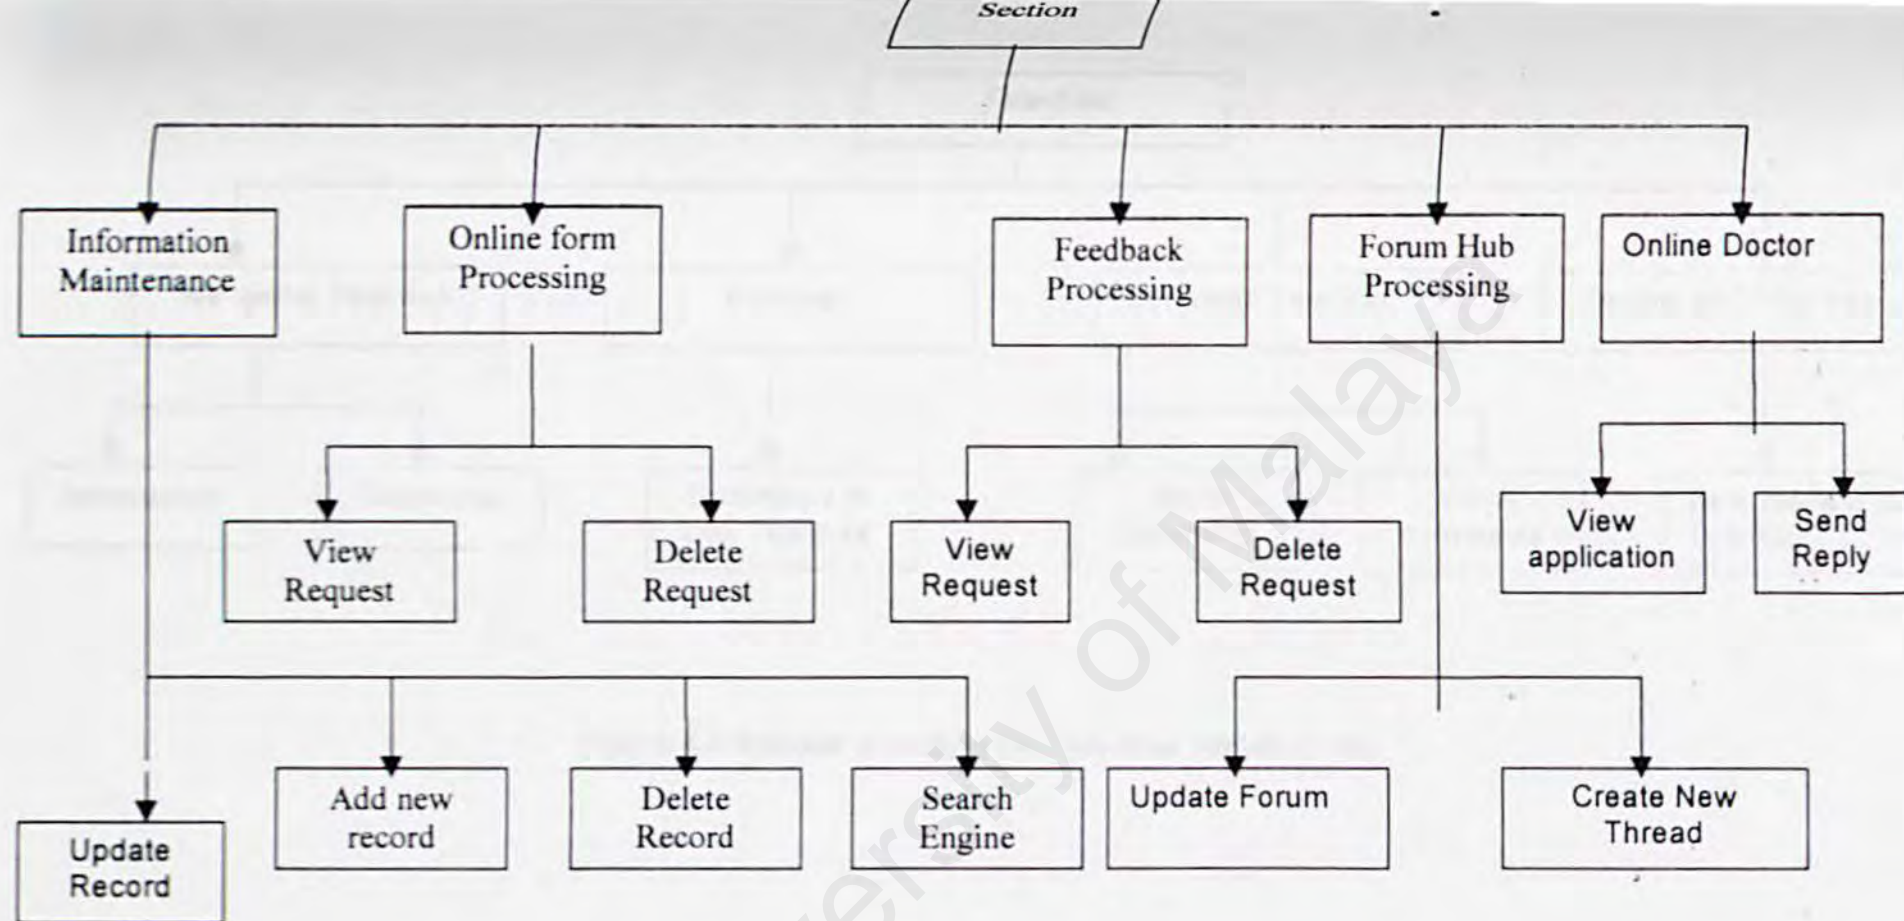 Section
Information
Maintenance
Online form
Processing
Feedback
Processing
Forum Hub
Processing
Online Doctor
View
Request
Delete
Request
View
Request
Delete
Request
View
application
Send
Reply
Update
Record
Add new
record
Delete
Record
Search
Engine
Update Forum
Create New
Thread
of Malaya